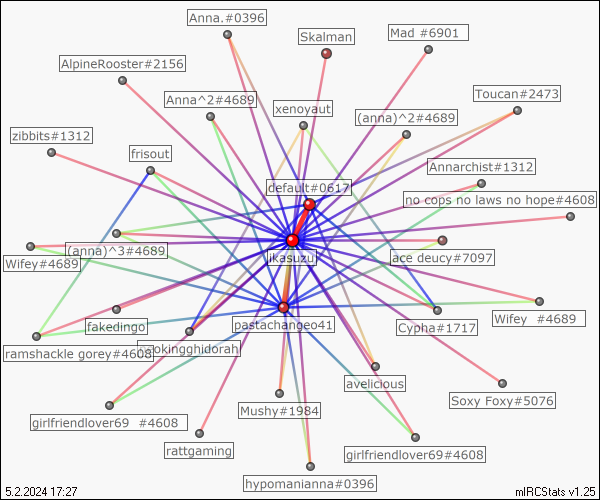 Anna.#0396
Skalman
Mad #6901
AlpineRooster#2156
Toucan#2473
Anna^2#4689
xenoyaut
(anna)^2#4689
zibbits#1312
frisout
Annarchist#1312
default#0617
no cops no laws no hope#4608
(anna)^3#4689
ikasuzu
ace deucy#7097
Wifey#4689
fakedingo
pastachangeo41
Cypha#1717
Wifey #4689
ramshackle gorey#4608
smokingghidorah
avelicious
Soxy Foxy#5076
Mushy#1984
girlfriendlover69 #4608
rattgaming
girlfriendlover69#4608
hypomanianna#0396
5.2.2024 17:27
mIRCStats v1.25